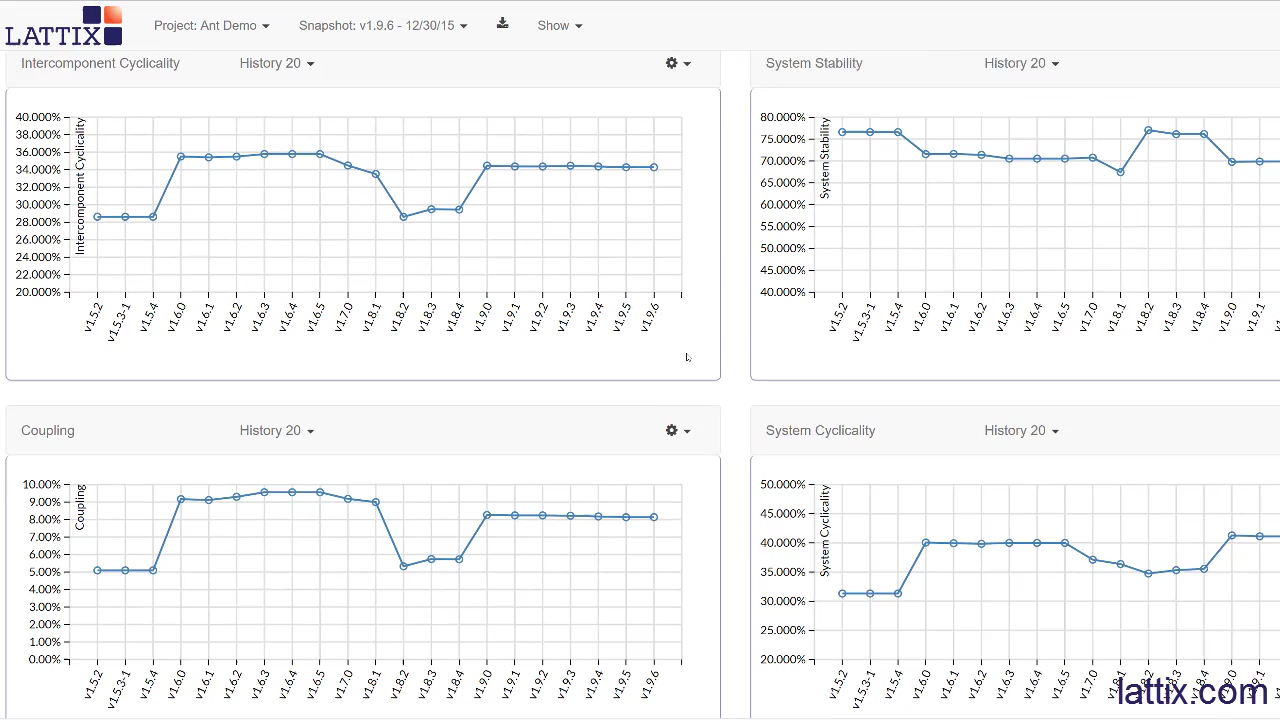 LATTIX
Project: Ant Demo
Snapshot: v1.9.6 - 12/30/15
Show
Intercomponent Cyclicality
History 20
System Stability
History 20
40.000%
38.000%
36.000%
34.000%
32.000%
30.000%
28.000%
26.000%
24.000%
22.000%
20.000%
Intercomponent Cyclicality
v1.5.2
v1.5.3-1
v1.5.4
v1.6.0
v1.6.1
v1.6.2
v1.6.3
v1.6.4
v1.6.5
v1.7.0
v1.8.1
v1.8.2
v1.8.3
v1.8.4
v1.9.0
v1.9.1
v1.9.2
v1.9.3
v1.9.4
v1.9.5
v1.9.6
80.000%
75.000%
70.000%
65.000%
60.000%
55.000%
50.000%
45.000%
40.000%
System Stability
v1.5.2
v1.5.3-1
v1.5.4
v1.6.0
v1.6.1
v1.6.2
v1.6.3
v1.6.4
v1.6.5
v1.7.0
v1.8.1
v1.8.2
v1.8.3
v1.8.4
v1.9.0
v1.9.1
Coupling
History 20
System Cyclicality
History 20
10.00%
9.00%
8.00%
7.00%
6.00%
5.00%
4.00%
3.00%
2.00%
1.00%
0.00%
Coupling
v1.5.2
v1.5.3-1
v1.5.4
v1.6.0
v1.6.1
v1.6.2
v1.6.3
v1.6.4
v1.6.5
v1.7.0
v1.8.1
v1.8.2
v1.8.3
v1.8.4
v1.9.0
v1.9.1
v1.9.2
v1.9.3
v1.9.4
v1.9.5
v1.9.6
50.000%
45.000%
40.000%
35.000%
30.000%
25.000%
20.000%
System Cyclicality
v1.5.2
v1.5.3-1
v1.5.4
v1.6.0
v1.6.1
v1.6.2
v1.6.3
v1.6.4
v1.6.5
v1.7.0
v1.8.1
v1.8.2
v1.8.3
v1.8.4
v1.9.0
v1.9.1
lattix.com